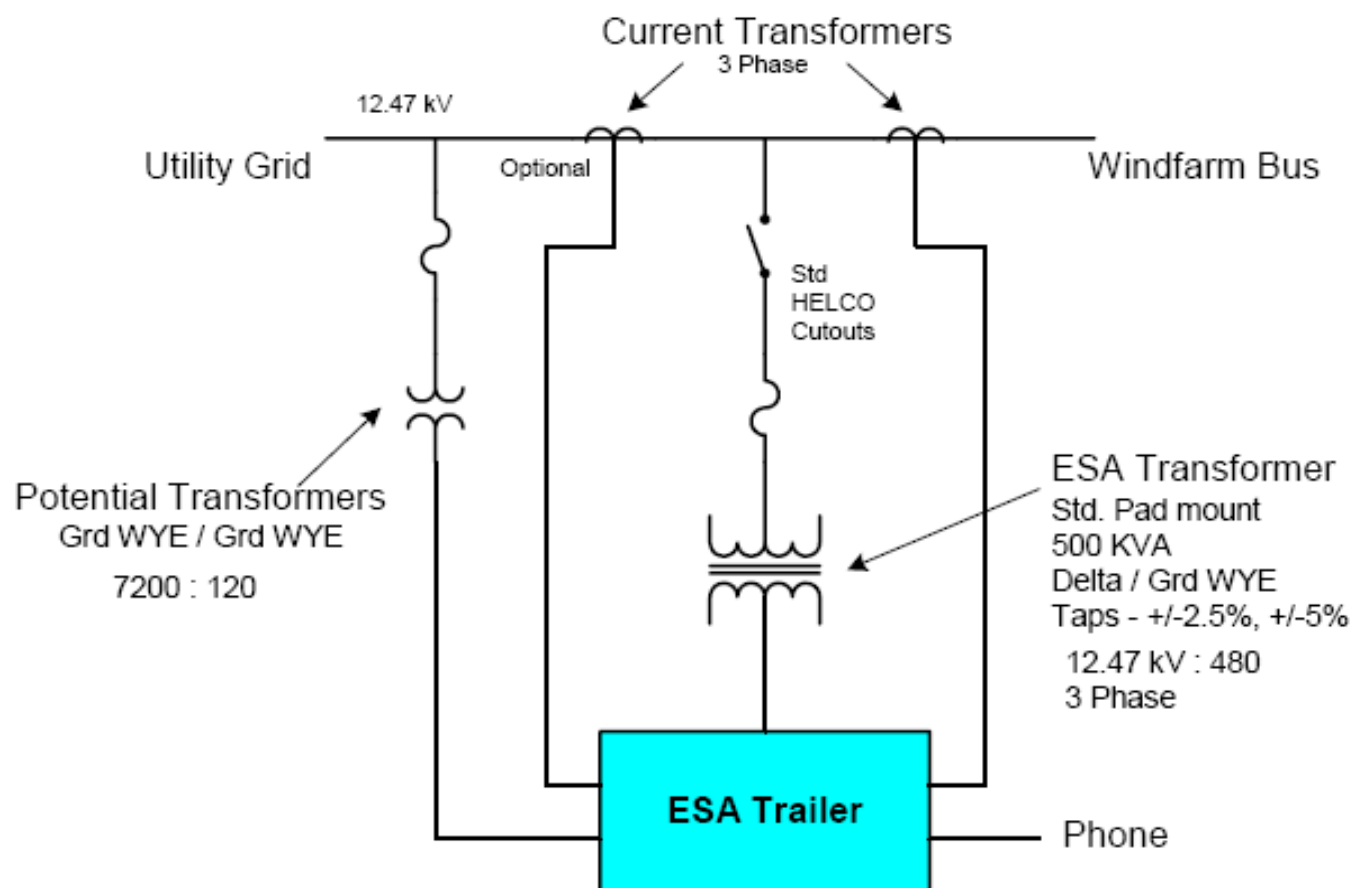 Current Transformers
3 Phase
12.47 kV
Utility Grid
Optional
Windfarm Bus
Std
HELCO
Cutouts
Potential Transformers
Grd WYE / Grd WYE
7200 : 120
ESA Transformer
Std. Pad mount
500 KVA
Delta / Grd WYE
Taps - +/-2.5%, +/-5%
12.47 kV : 480
3 Phase
ESA Trailer
Phone